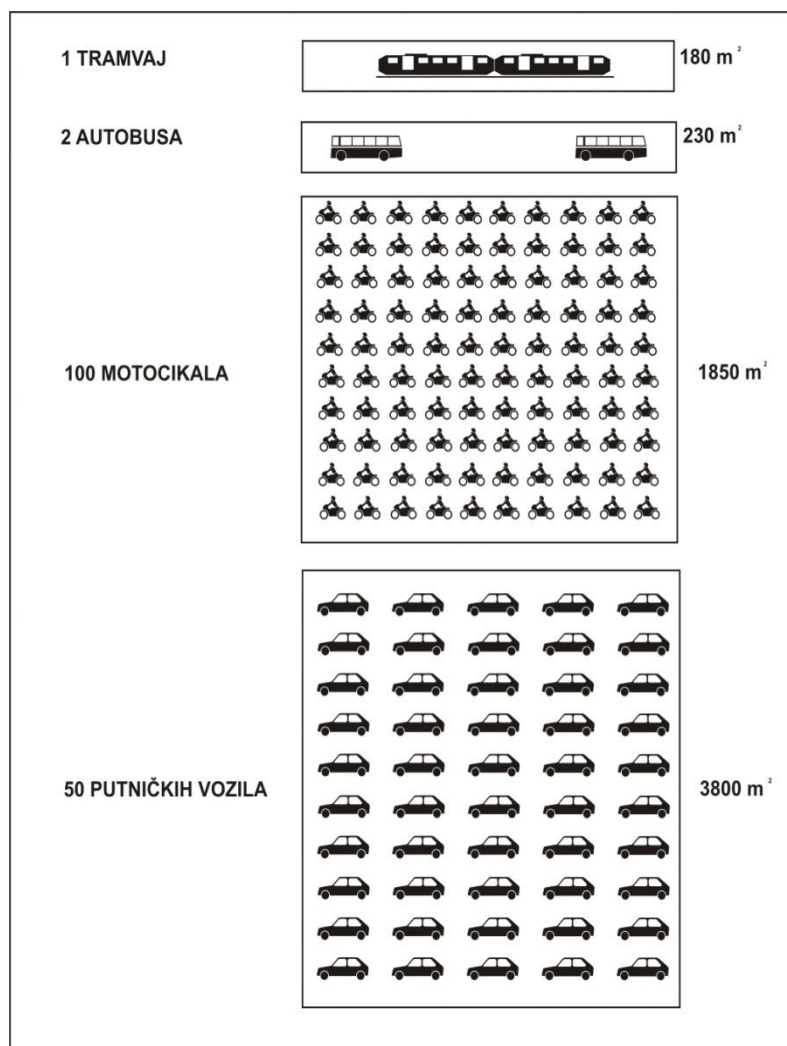 1 TRAMVAJ 180 m²
2 AUTOBUSA 230 m²
100 MOTOCIKALA 1850 m²
50 PUTNIČKIH VOZILA 3800 m²